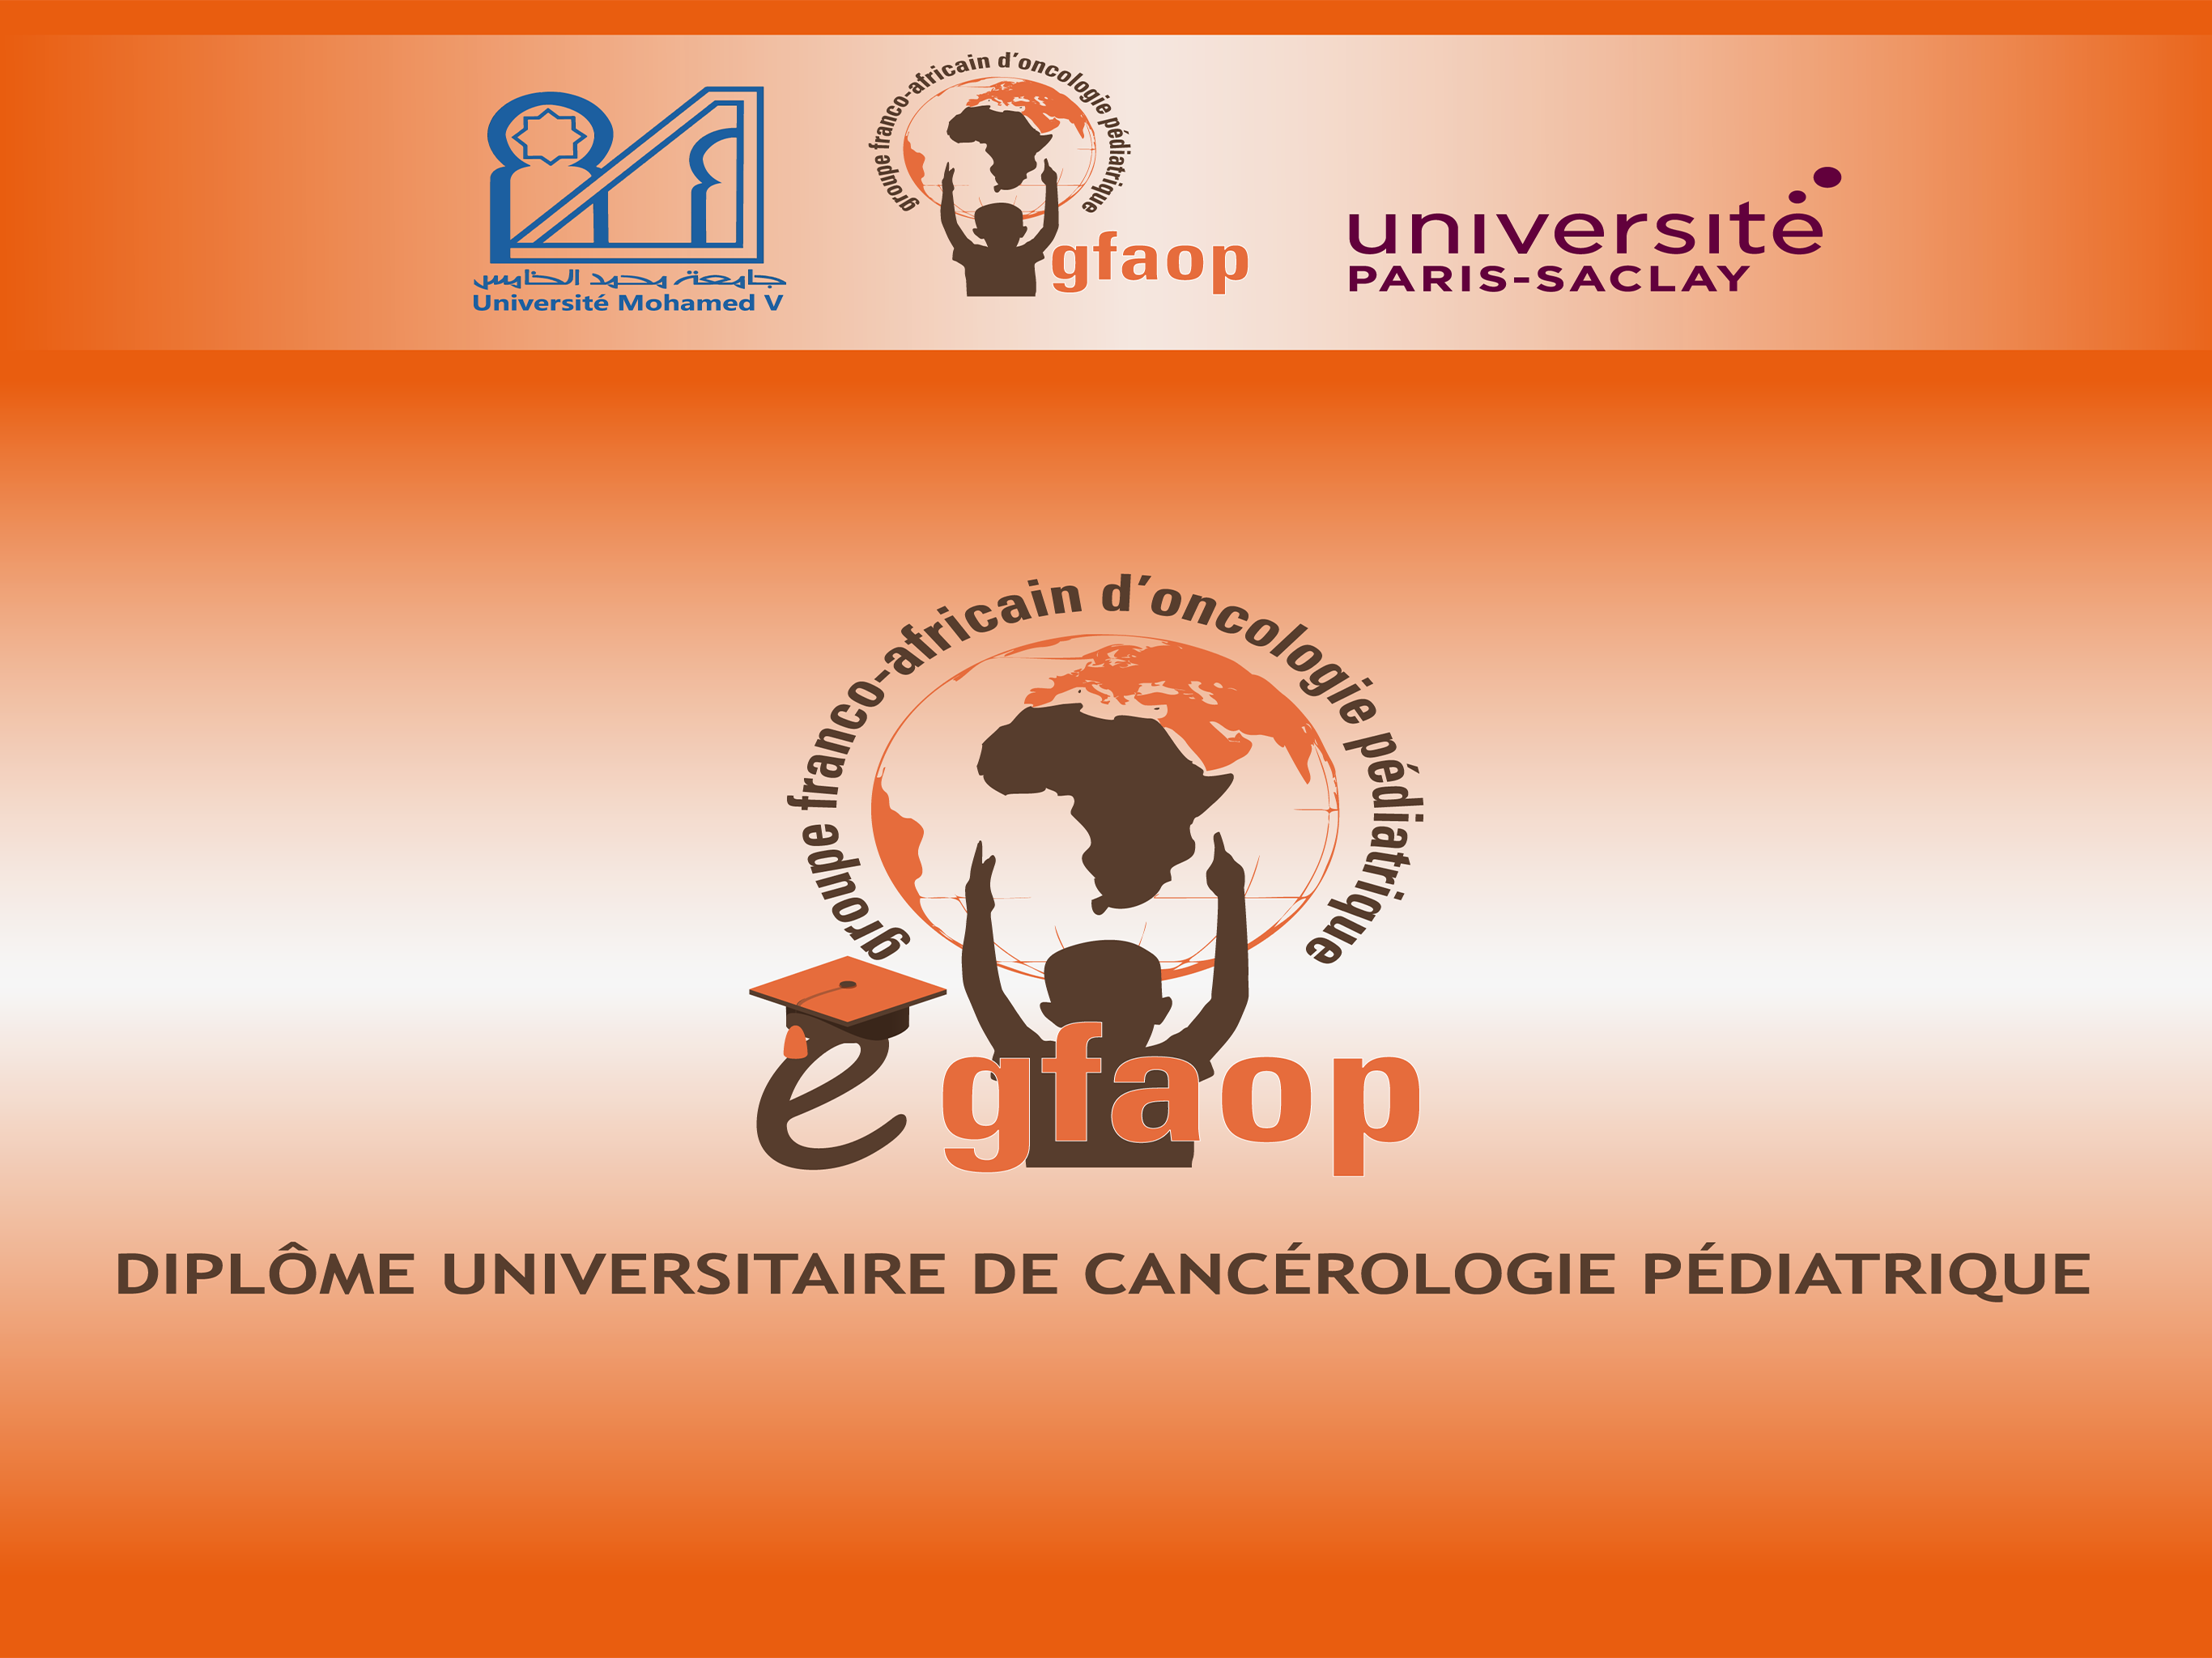 groupe franco-africain d'oncologie pédiatrique
gfaop
جامعة محمد الخامس
Université Mohamed V
université
PARIS-SACLAY
groupe franco-africain d'oncologie pédiatrique
e gfaop
DIPLÔME UNIVERSITAIRE DE CANCÉROLOGIE PÉDIATRIQUE